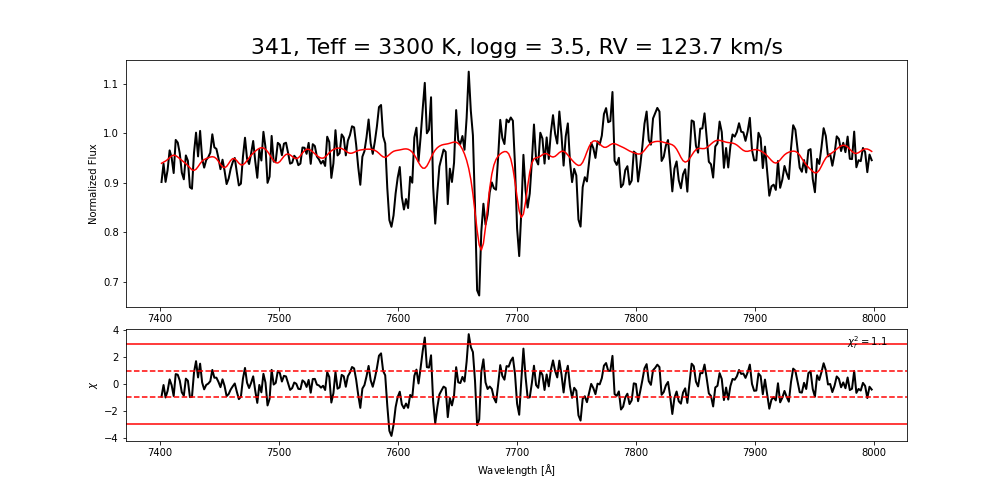 341, Teff = 3300 K, logg = 3.5, RV = 123.7 km/s
1.1
1.0
0.9
0.8
0.7
Normalized Flux
7400 7500 7600 7700 7800 7900 8000
4
2
0
−2
−4
χ
χ²ᵣ = 1.1
7400 7500 7600 7700 7800 7900 8000
Wavelength [Å]